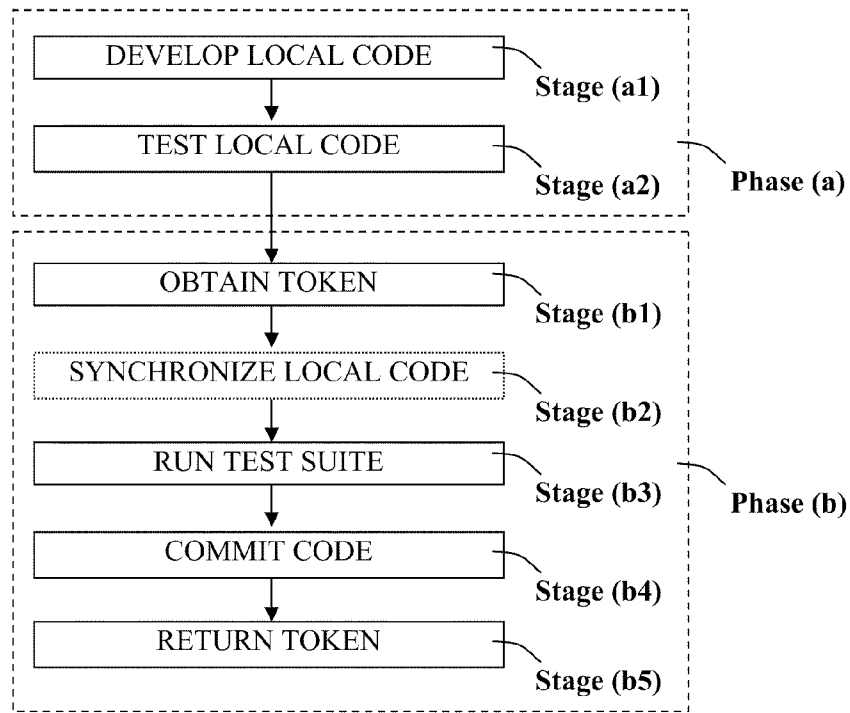 DEVELOP LOCAL CODE
Stage (a1)
TEST LOCAL CODE
Stage (a2)
Phase (a)
OBTAIN TOKEN
Stage (b1)
SYNCHRONIZE LOCAL CODE
Stage (b2)
RUN TEST SUITE
Stage (b3)
Phase (b)
COMMIT CODE
Stage (b4)
RETURN TOKEN
Stage (b5)